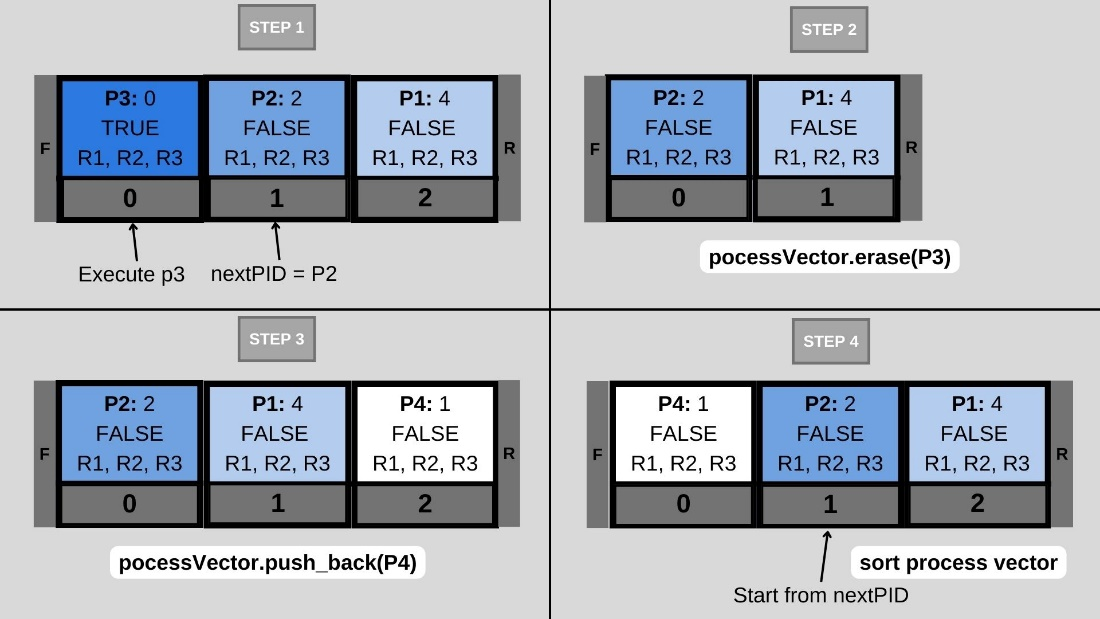 STEP 1
P3: 0
TRUE
R1, R2, R3
P2: 2
FALSE
R1, R2, R3
P1: 4
FALSE
R1, R2, R3
F
R
0
1
2
Execute p3
nextPID = P2
STEP 2
P2: 2
FALSE
R1, R2, R3
P1: 4
FALSE
R1, R2, R3
F
R
0
1
pocessVector.erase(P3)
STEP 3
P2: 2
FALSE
R1, R2, R3
P1: 4
FALSE
R1, R2, R3
P4: 1
FALSE
R1, R2, R3
F
R
0
1
2
pocessVector.push_back(P4)
STEP 4
P4: 1
FALSE
R1, R2, R3
P2: 2
FALSE
R1, R2, R3
P1: 4
FALSE
R1, R2, R3
F
R
0
1
2
sort process vector
Start from nextPID